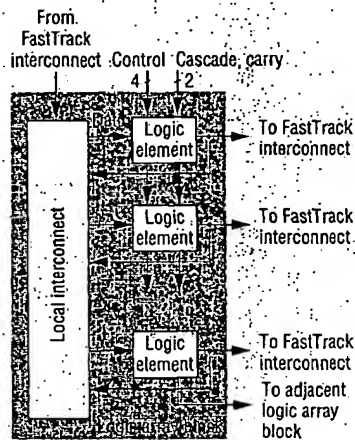 From
FastTrack
interconnect Control Cascade, carry
4 2
Logic
element
To FastTrack
interconnect
Local interconnect
Logic
element
To FastTrack
interconnect
Logic
element
To FastTrack
interconnect
To adjacent
logic array
block